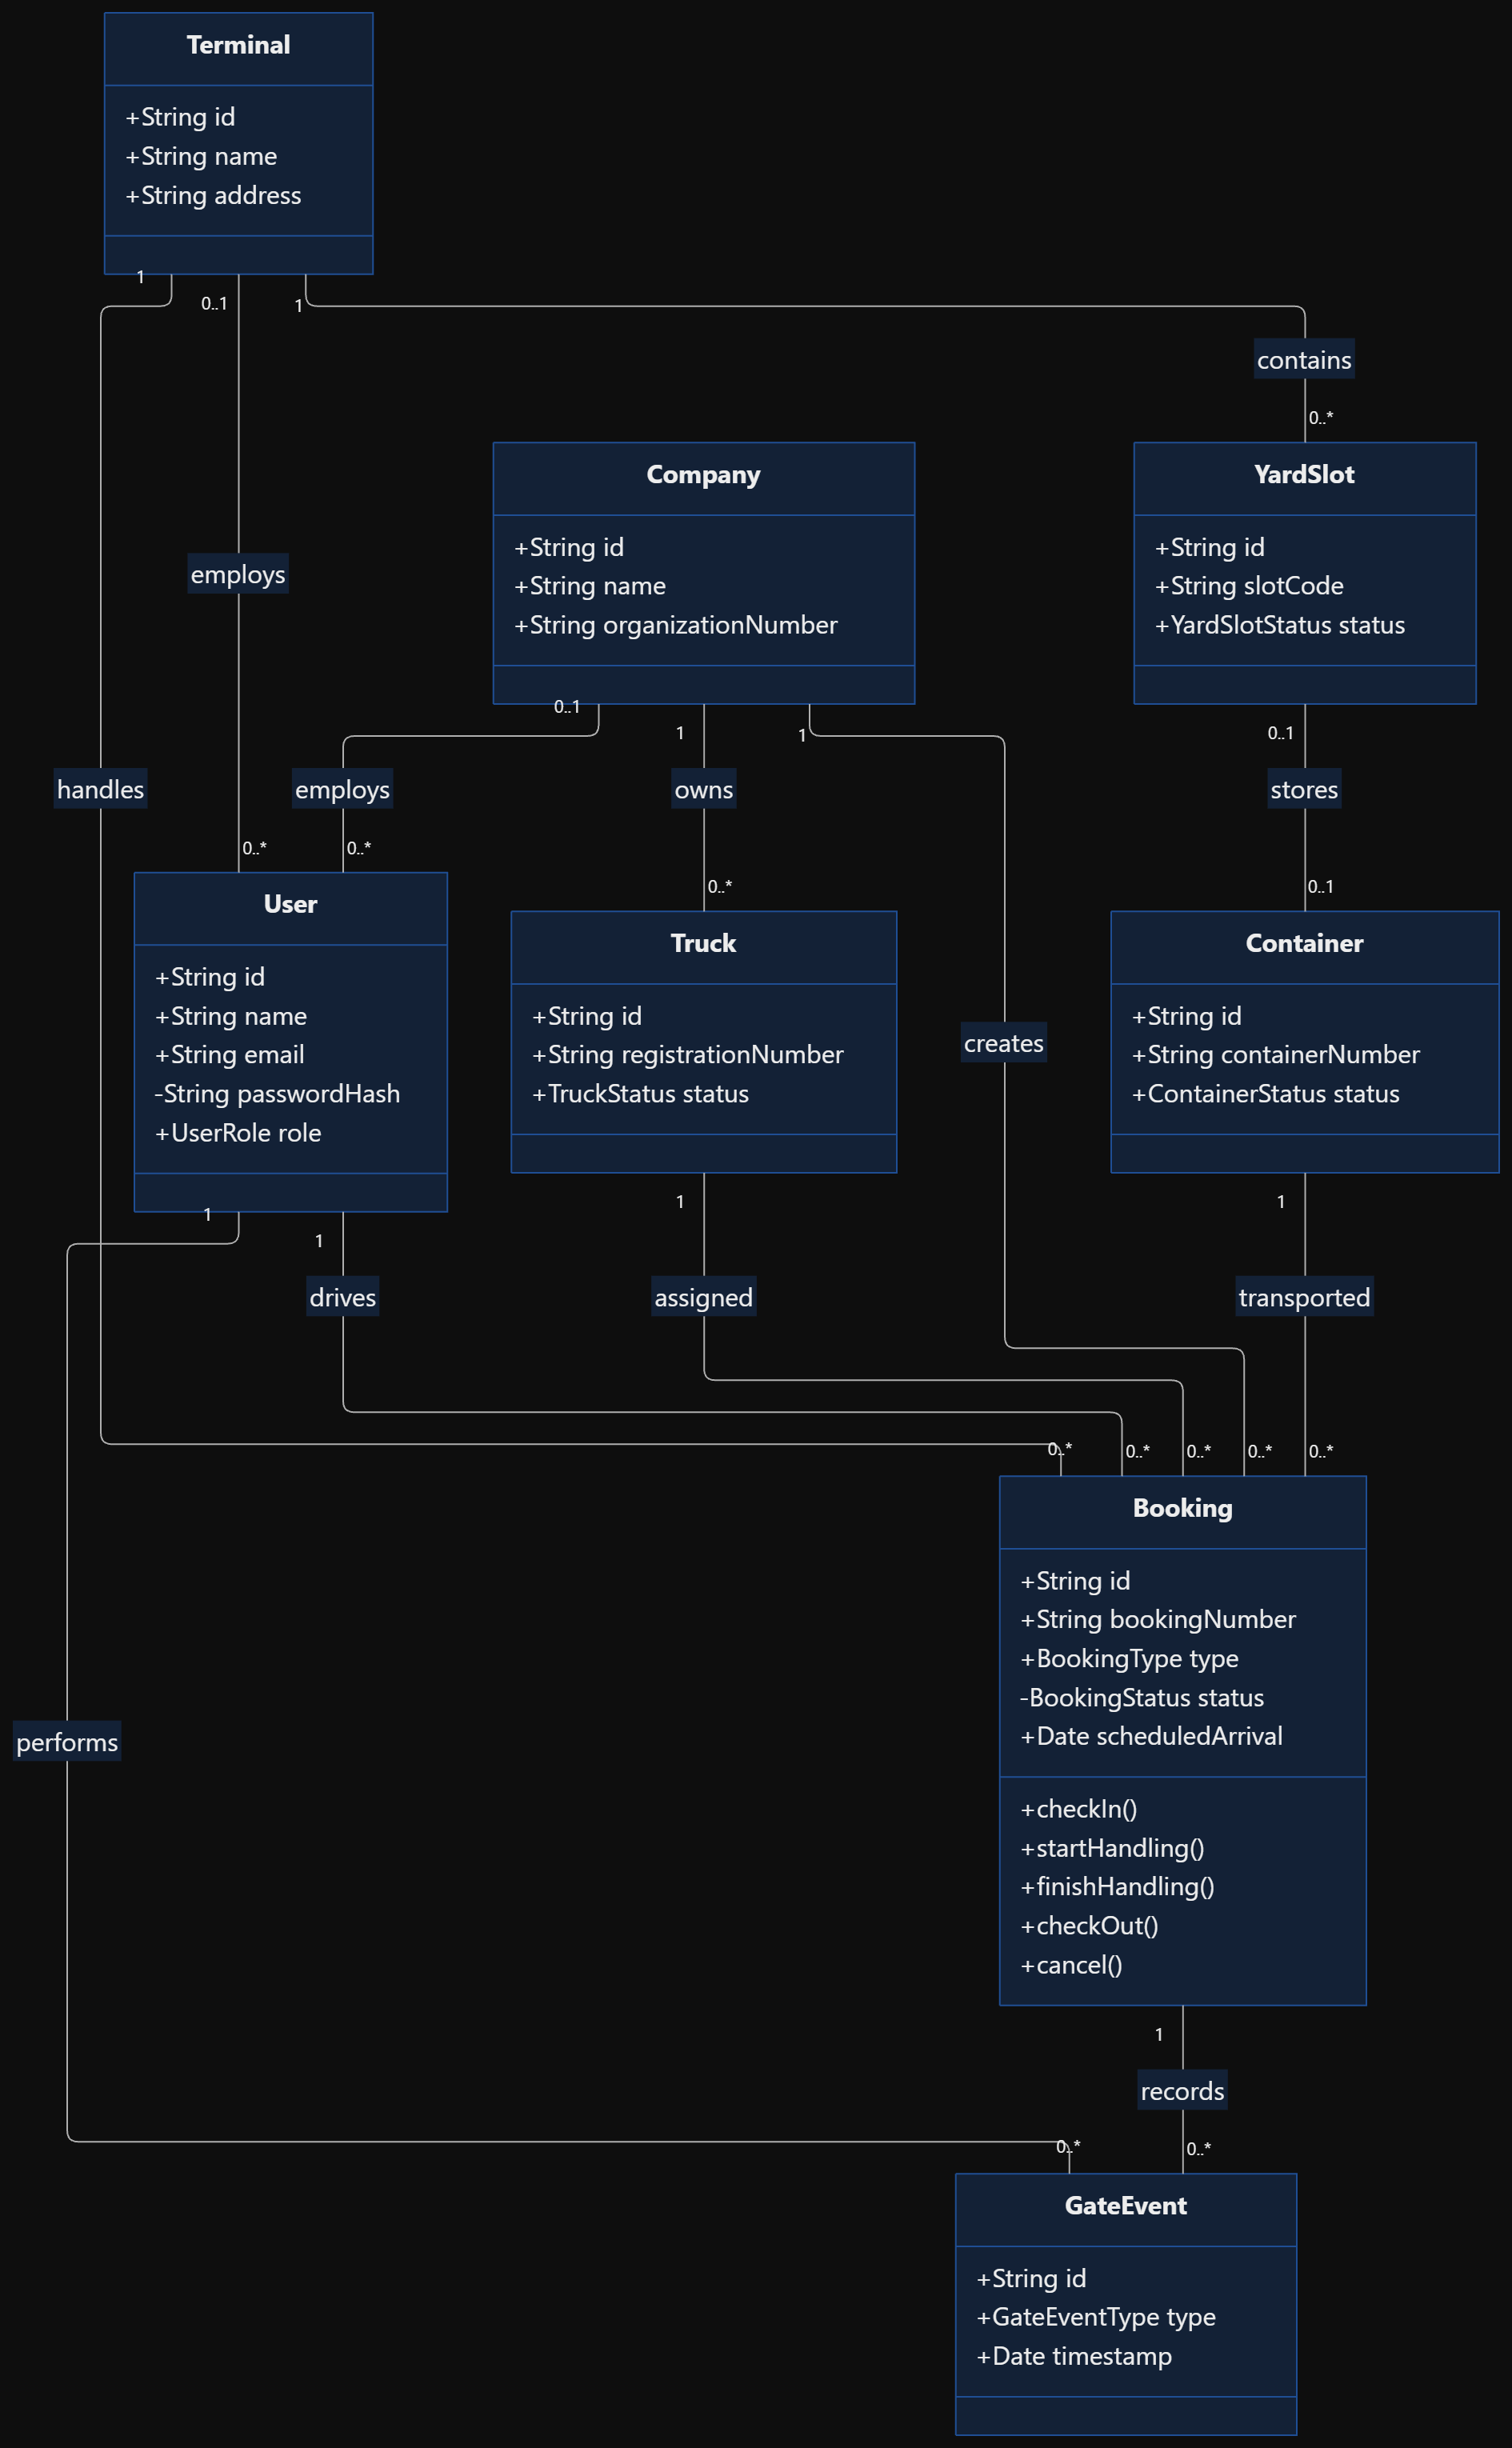 Terminal
+String id
+String name
+String address
1
0..1
1
contains
0..*
Company
+String id
+String name
+String organizationNumber
YardSlot
+String id
+String slotCode
+YardSlotStatus status
employs
0..1
1
1
0..1
handles
employs
owns
stores
0..*
0..*
0..*
0..1
User
+String id
+String name
+String email
-String passwordHash
+UserRole role
Truck
+String id
+String registrationNumber
+TruckStatus status
creates
Container
+String id
+String containerNumber
+ContainerStatus status
1
1
1
1
drives
assigned
transported
0..*
0..*
0..*
0..*
0..*
Booking
+String id
+String bookingNumber
+BookingType type
-BookingStatus status
+Date scheduledArrival
+checkIn()
+startHandling()
+finishHandling()
+checkOut()
+cancel()
performs
1
records
0..*
0..*
GateEvent
+String id
+GateEventType type
+Date timestamp